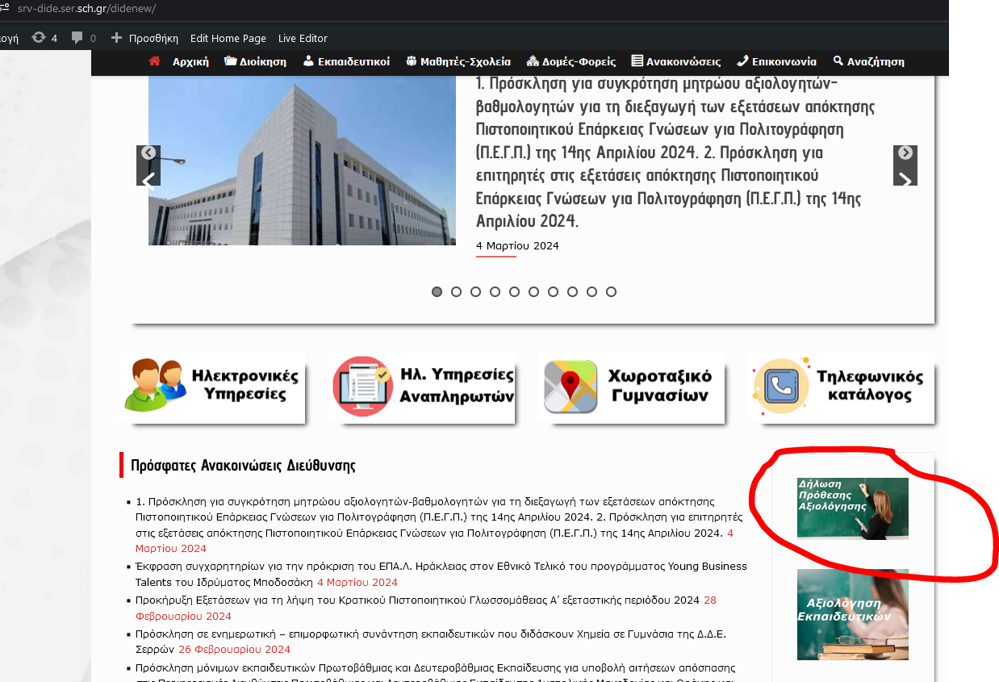 srv-dide.ser.sch.gr/didenew/
4 0 Προσθήκη Edit Home Page Live Editor
Αρχική Διοίκηση Εκπαιδευτικοί Μαθητές-Σχολεία Δομές-Φορείς Ανακοινώσεις Επικοινωνία Αναζήτηση
1. Πρόσκληση για συγκρότηση μητρώου αξιολογητών-
βαθμολογητών για τη διεξαγωγή των εξετάσεων απόκτησης
Πιστοποιητικού Επάρκειας Γνώσεων για Πολιτογράφηση
(Π.Ε.Γ.Π.) της 14ης Απριλίου 2024. 2. Πρόσκληση για
επιτηρητές στις εξετάσεις απόκτησης Πιστοποιητικού
Επάρκειας Γνώσεων για Πολιτογράφηση (Π.Ε.Γ.Π.) της 14ης
Απριλίου 2024.
4 Μαρτίου 2024
Ηλεκτρονικές
Υπηρεσίες
Ηλ. Υπηρεσίες
Αναπληρωτών
Χωροταξικό
Γυμνασίων
Τηλεφωνικός
κατάλογος
Πρόσφατες Ανακοινώσεις Διεύθυνσης
1. Πρόσκληση για συγκρότηση μητρώου αξιολογητών-βαθμολογητών για τη διεξαγωγή των εξετάσεων απόκτησης
Πιστοποιητικού Επάρκειας Γνώσεων για Πολιτογράφηση (Π.Ε.Γ.Π.) της 14ης Απριλίου 2024. 2. Πρόσκληση για επιτηρητές
στις εξετάσεις απόκτησης Πιστοποιητικού Επάρκειας Γνώσεων για Πολιτογράφηση (Π.Ε.Γ.Π.) της 14ης Απριλίου 2024. 4
Μαρτίου 2024
Έκφραση συγχαρητηρίων για την πρόκριση του ΕΠΑ.Λ. Ηράκλειας στον Εθνικό Τελικό του προγράμματος Young Business
Talents του Ιδρύματος Μποδοσάκη 4 Μαρτίου 2024
Προκήρυξη Εξετάσεων για τη λήψη του Κρατικού Πιστοποιητικού Γλωσσομάθειας Α΄ εξεταστικής περιόδου 2024 28
Φεβρουαρίου 2024
Πρόσκληση σε ενημερωτική – επιμορφωτική συνάντηση εκπαιδευτικών που διδάσκουν Χημεία σε Γυμνάσια της Δ.Δ.Ε.
Σερρών 26 Φεβρουαρίου 2024
Πρόσκληση μόνιμων εκπαιδευτικών Πρωτοβάθμιας και Δευτεροβάθμιας Εκπαίδευσης για υποβολή αιτήσεων απόσπασης
Δήλωση
Πρόθεσης
Αξιολόγησης
Αξιολόγηση
Εκπαιδευτικών